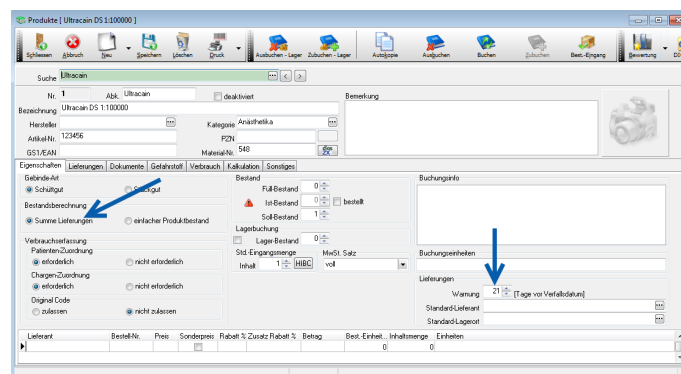 Produkte [ Ultracain DS 1:100000 ]
Schliessen Abbruch Neu Speichern Löschen Druck Ausbuchen - Lager Zubuchen - Lager Autokopie Ausbuchen Buchen Zubuchen Best.-Eingang Bewertung
Suche Ultracain
Nr. 1 Abk. Ultracain deaktiviert Bemerkung
Bezeichnung Ultracain DS 1:100000
Hersteller Kategorie Anästhetika
Artikel-Nr. 123456 PZN
GS1/EAN Material-Nr. 548
Eigenschaften Lieferungen Dokumente Gefahrstoff Verbrauch Kalkulation Sonstiges
Gebinde-Art Bestand Buchungsinfo
Schüttgut Stückgut Füll-Bestand 0
Bestandsberechnung Ist-Bestand 0 bestellt
Summe Lieferungen einfacher Produktbestand Soll-Bestand 1
Lagerbuchung
Lager-Bestand 0
Verbrauchserfassung Std.-Eingangsmenge MwSt. Satz Buchungseinheiten
Patienten-Zuordnung Inhalt 1 HIBC voll
erforderlich nicht erforderlich
Chargen-Zuordnung Lieferungen
erforderlich nicht erforderlich Warnung 21 [Tage vor Verfallsdatum]
Original Code Standard-Lieferant
zulassen nicht zulassen Standard-Lagerort
Lieferant Bestell-Nr. Preis Sonderpreis Rabatt % Zusatz Rabatt % Betrag Best.-Einheit... Inhaltsmenge Einheiten
0 0